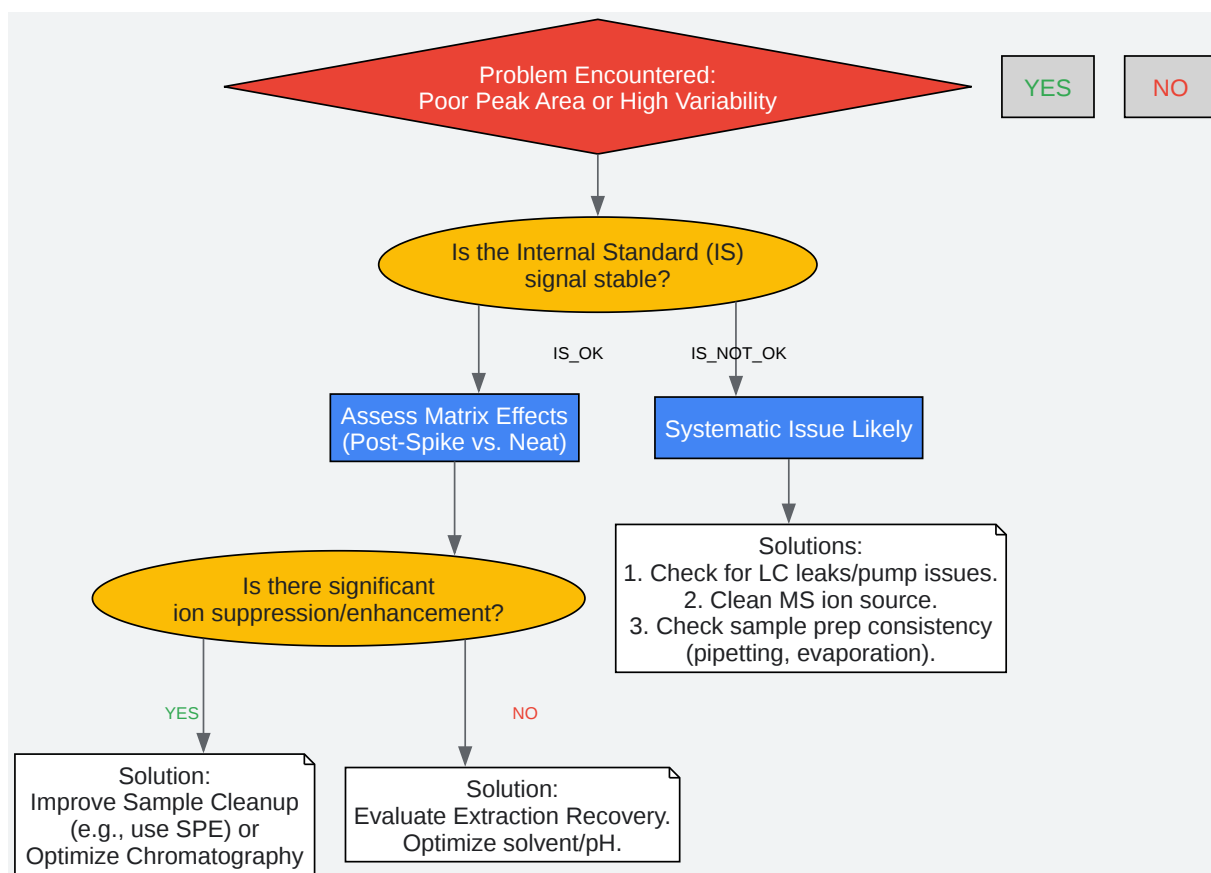 Problem Encountered:
Poor Peak Area or High Variability
YES
NO
Is the Internal Standard (IS)
signal stable?
IS_OK
IS_NOT_OK
Assess Matrix Effects
(Post-Spike vs. Neat)
Systematic Issue Likely
Solutions:
1. Check for LC leaks/pump issues.
2. Clean MS ion source.
3. Check sample prep consistency
(pipetting, evaporation).
Is there significant
ion suppression/enhancement?
YES
NO
Solution:
Improve Sample Cleanup
(e.g., use SPE) or
Optimize Chromatography
Solution:
Evaluate Extraction Recovery.
Optimize solvent/pH.